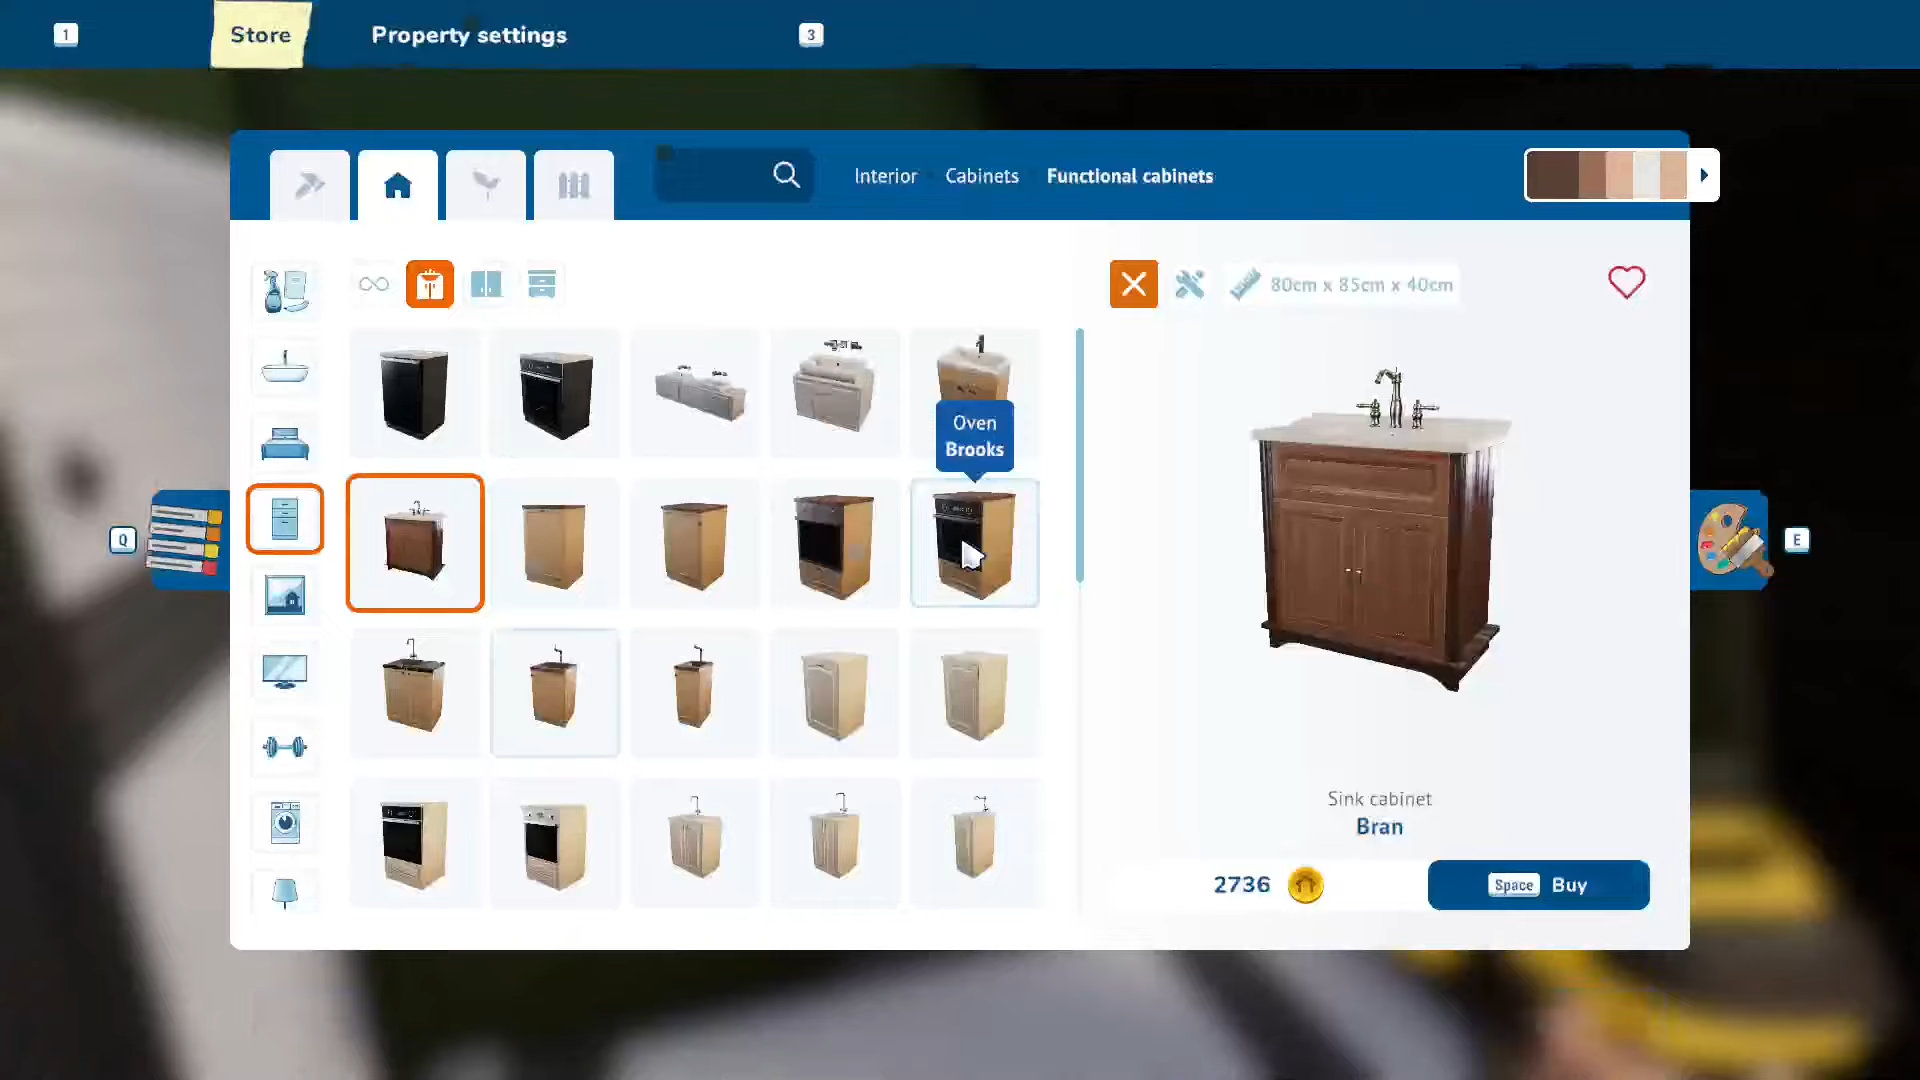 1
Store
Property settings
3
Interior
Cabinets
Functional cabinets
80cm x 85cm x 40cm
Oven
Brooks
Q
E
Sink cabinet
Bran
2736
Space
Buy